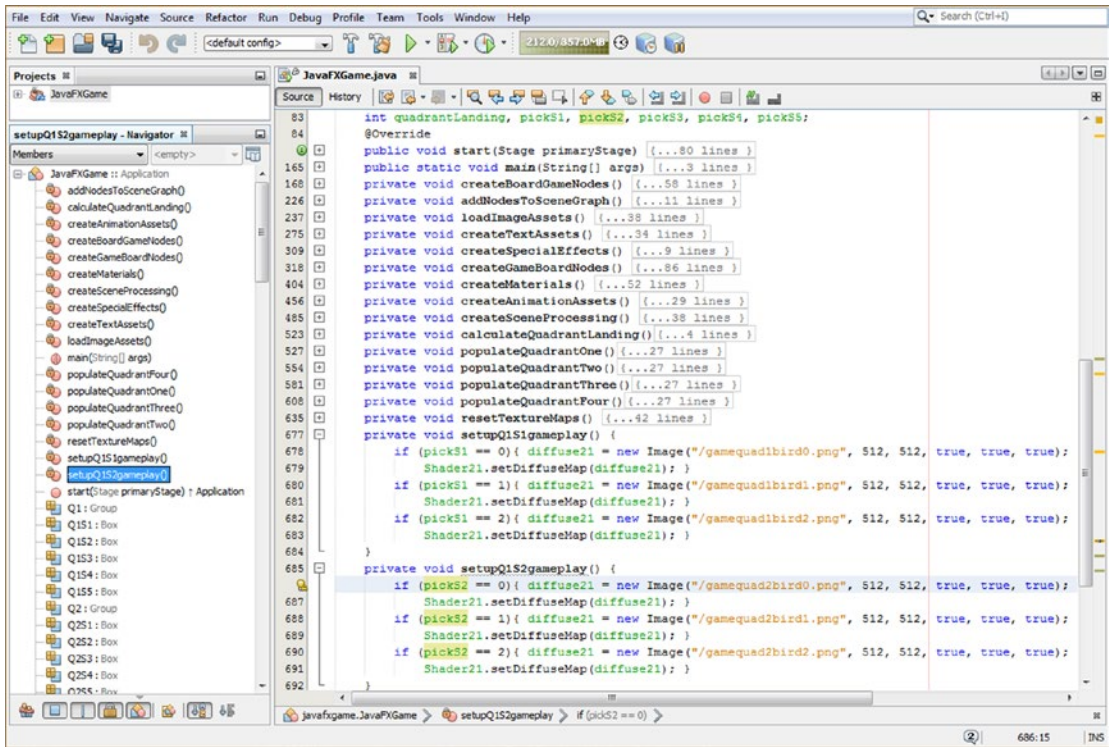 File Edit View Navigate Source Refactor Run Debug Profile Team Tools Window Help
Search (Ctrl+I)
<default config>
212.0/857.0MB
Projects
JavaFXGame
setupQ1S2gameplay - Navigator
Members
<empty>
JavaFXGame :: Application
addNodesToSceneGraph()
calculateQuadrantLanding()
createAnimationAssets()
createBoardGameNodes()
createGameBoardNodes()
createMaterials()
createSceneProcessing()
createSpecialEffects()
createTextAssets()
loadImageAssets()
main(String[] args)
populateQuadrantFour()
populateQuadrantOne()
populateQuadrantThree()
populateQuadrantTwo()
resetTextureMaps()
setupQ1S1gameplay()
setupQ1S2gameplay()
start(Stage primaryStage) ↑ Application
Q1 : Group
Q1S1 : Box
Q1S2 : Box
Q1S3 : Box
Q1S4 : Box
Q1S5 : Box
Q2 : Group
Q2S1 : Box
Q2S2 : Box
Q2S3 : Box
Q2S4 : Box
Q2S5 : Box
JavaFXGame.java
Source History
83 int quadrantLanding, pickS1, pickS2, pickS3, pickS4, pickS5;
84 @Override
public void start(Stage primaryStage) {...80 lines }
165 public static void main(String[] args) {...3 lines }
168 private void createBoardGameNodes() {...58 lines }
226 private void addNodesToSceneGraph() {...11 lines }
237 private void loadImageAssets() {...38 lines }
275 private void createTextAssets() {...34 lines }
309 private void createSpecialEffects() {...9 lines }
318 private void createGameBoardNodes() {...86 lines }
404 private void createMaterials() {...52 lines }
456 private void createAnimationAssets() {...29 lines }
485 private void createSceneProcessing() {...38 lines }
523 private void calculateQuadrantLanding() {...4 lines }
527 private void populateQuadrantOne() {...27 lines }
554 private void populateQuadrantTwo() {...27 lines }
581 private void populateQuadrantThree() {...27 lines }
608 private void populateQuadrantFour() {...27 lines }
635 private void resetTextureMaps() {...42 lines }
677 private void setupQ1S1gameplay() {
678 if (pickS1 == 0){ diffuse21 = new Image("/gamequad1bird0.png", 512, 512, true, true, true);
679 Shader21.setDiffuseMap(diffuse21); }
680 if (pickS1 == 1){ diffuse21 = new Image("/gamequad1bird1.png", 512, 512, true, true, true);
681 Shader21.setDiffuseMap(diffuse21); }
682 if (pickS1 == 2){ diffuse21 = new Image("/gamequad1bird2.png", 512, 512, true, true, true);
683 Shader21.setDiffuseMap(diffuse21); }
684 }
685 private void setupQ1S2gameplay() {
if (pickS2 == 0){ diffuse21 = new Image("/gamequad2bird0.png", 512, 512, true, true, true);
687 Shader21.setDiffuseMap(diffuse21); }
688 if (pickS2 == 1){ diffuse21 = new Image("/gamequad2bird1.png", 512, 512, true, true, true);
689 Shader21.setDiffuseMap(diffuse21); }
690 if (pickS2 == 2){ diffuse21 = new Image("/gamequad2bird2.png", 512, 512, true, true, true);
691 Shader21.setDiffuseMap(diffuse21); }
692 }
javafxgame.JavaFXGame setupQ1S2gameplay if (pickS2 == 0)
2 686:15 INS